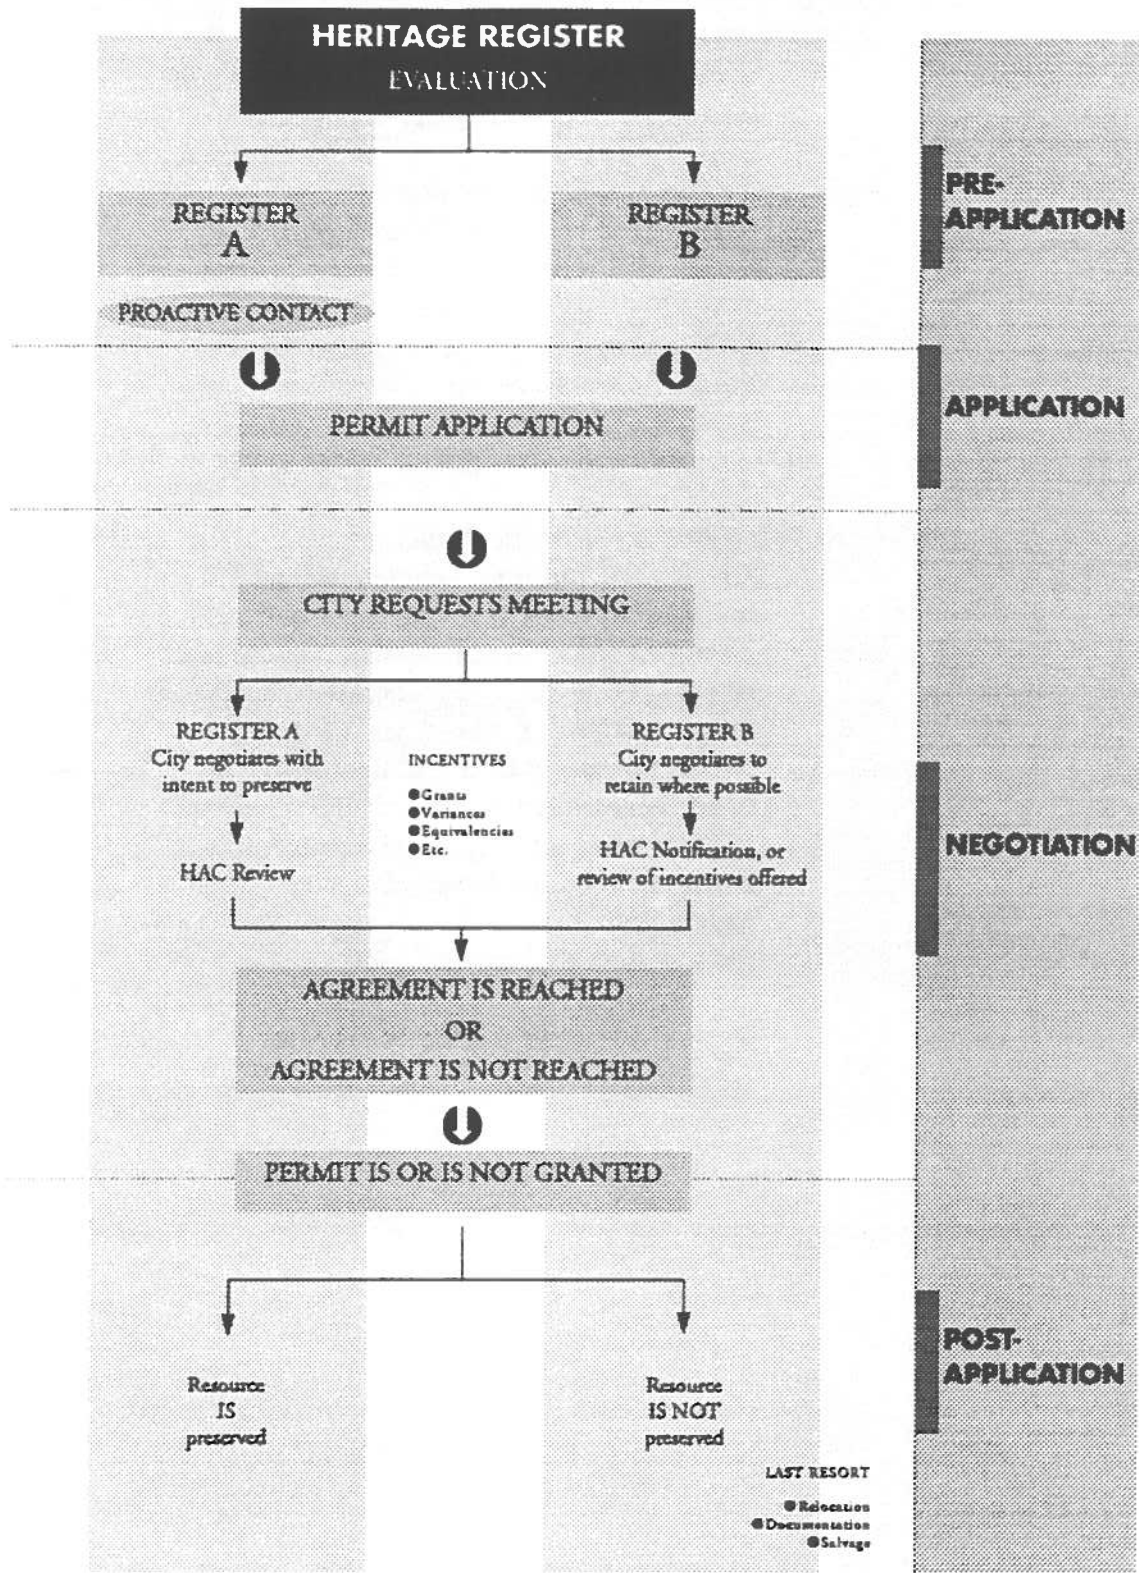 HERITAGE REGISTER
EVALUATION
REGISTER
A
REGISTER
B
PRE-
APPLICATION
PROACTIVE CONTACT
APPLICATION
PERMIT APPLICATION
CITY REQUESTS MEETING
REGISTER A
City negotiates with
intent to preserve
HAC Review
INCENTIVES
●Grants
●Variances
●Equivalencies
●Etc.
REGISTER B
City negotiates to
retain where possible
HAC Notification, or
review of incentives offered
NEGOTIATION
AGREEMENT IS REACHED
OR
AGREEMENT IS NOT REACHED
PERMIT IS OR IS NOT GRANTED
POST-
APPLICATION
Resource
IS
preserved
Resource
IS NOT
preserved
LAST RESORT
●Relocation
●Documentation
●Salvage